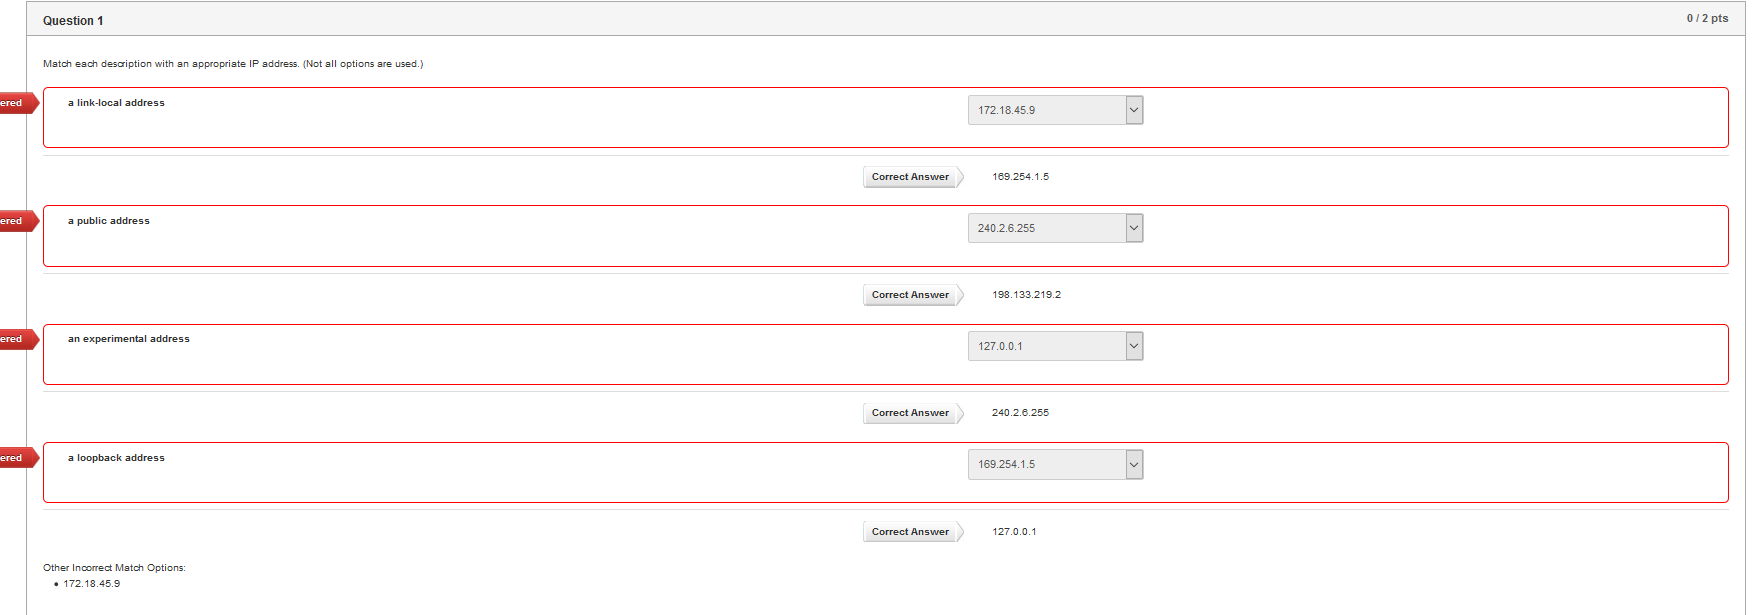 Question 1
0 / 2 pts
Match each description with an appropriate IP address. (Not all options are used.)
ered
a link-local address
172.18.45.9
Correct Answer
169.254.1.5
ered
a public address
240.2.6.255
Correct Answer
198.133.219.2
ered
an experimental address
127.0.0.1
Correct Answer
240.2.6.255
ered
a loopback address
169.254.1.5
Correct Answer
127.0.0.1
Other Incorrect Match Options:
• 172.18.45.9